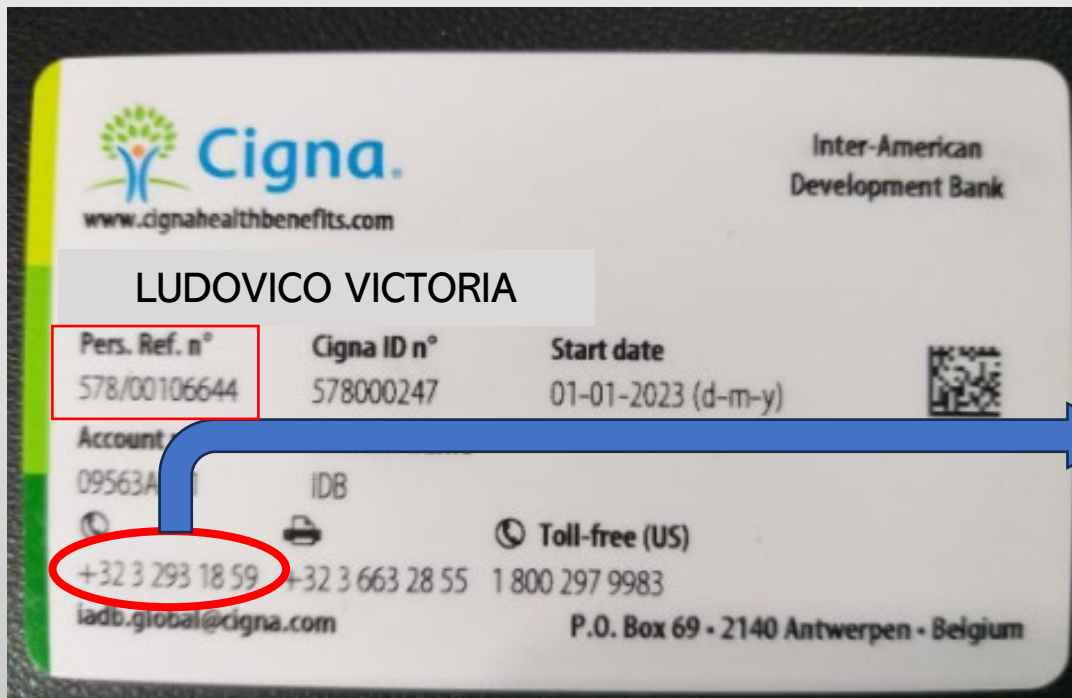 Cigna.
www.cignahealthbenefits.com
Inter-American
Development Bank
LUDOVICO VICTORIA
Pers. Ref. n° Cigna ID n° Start date
578/00106644 578000247 01-01-2023 (d-m-y)
Account
IDB
Toll-free (US)
+32 3 293 18 59 +32 3 663 28 55 1 800 297 9983
iadb.global@cigna.com P.O. Box 69 - 2140 Antwerpen - Belgium